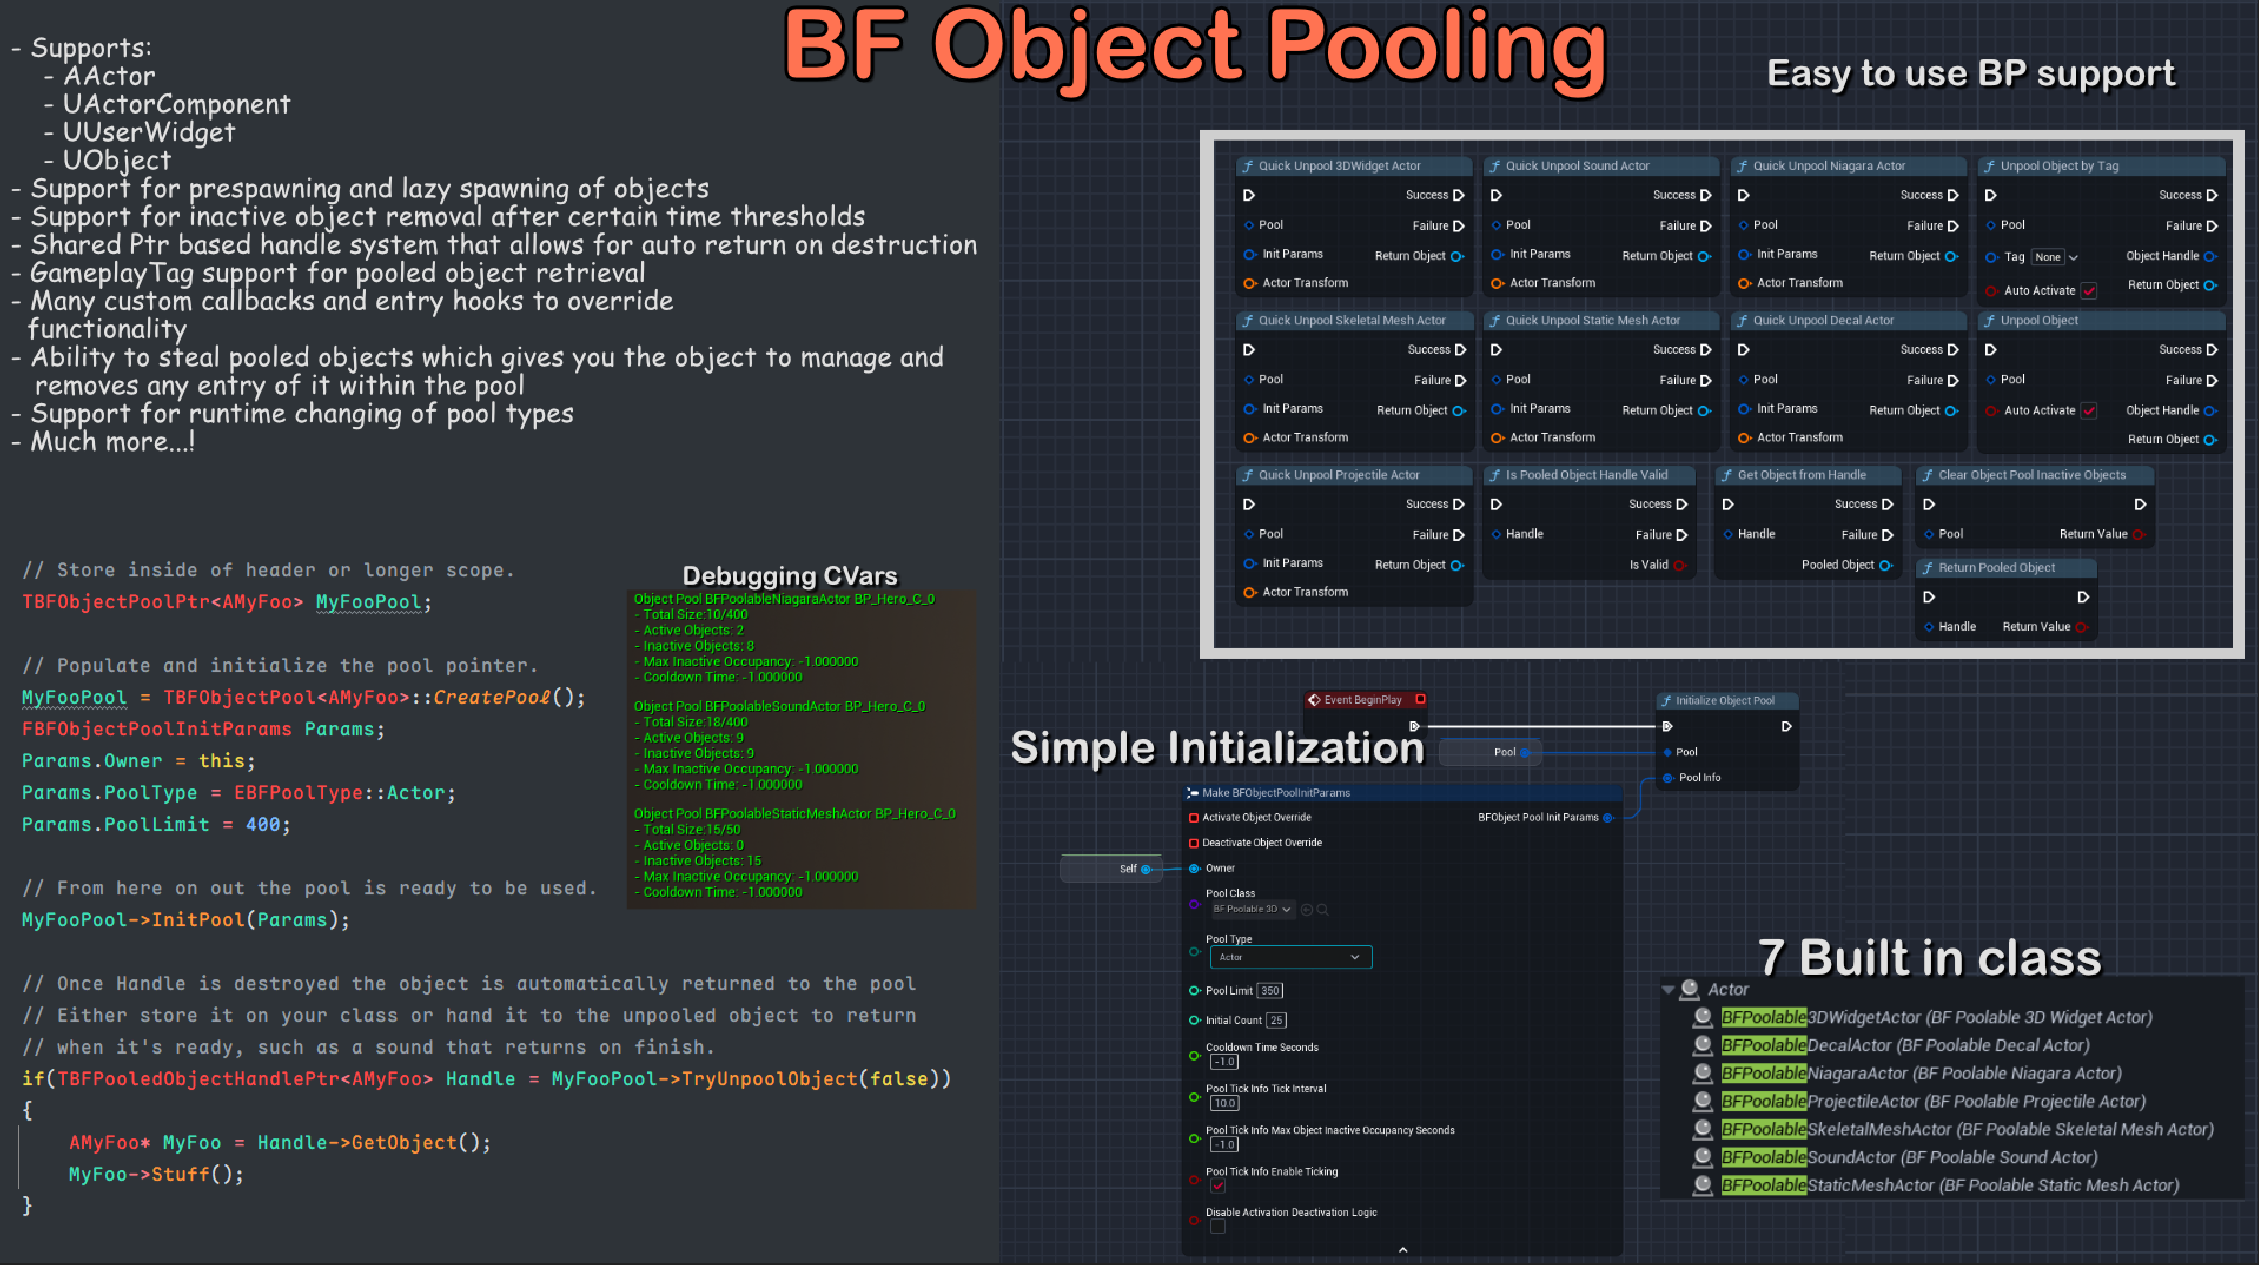 BF Object Pooling
- Supports:
- AActor
- UActorComponent
- UUserWidget
- UObject
- Support for prespawning and lazy spawning of objects
- Support for inactive object removal after certain time thresholds
- Shared Ptr based handle system that allows for auto return on destruction
- GameplayTag support for pooled object retrieval
- Many custom callbacks and entry hooks to override
functionality
- Ability to steal pooled objects which gives you the object to manage and
removes any entry of it within the pool
- Support for runtime changing of pool types
- Much more...!
// Store inside of header or longer scope.
TBFObjectPoolPtr<AMyFoo> MyFooPool;
// Populate and initialize the pool pointer.
MyFooPool = TBFObjectPool<AMyFoo>::CreatePool();
FBFObjectPoolInitParams Params;
Params.Owner = this;
Params.PoolType = EBFPoolType::Actor;
Params.PoolLimit = 400;
// From here on out the pool is ready to be used.
MyFooPool->InitPool(Params);
// Once Handle is destroyed the object is automatically returned to the pool
// Either store it on your class or hand it to the unpooled object to return
// when it's ready, such as a sound that returns on finish.
if(TBFPooledObjectHandlePtr<AMyFoo> Handle = MyFooPool->TryUnpoolObject(false))
{
AMyFoo* MyFoo = Handle->GetObject();
MyFoo->Stuff();
}
Debugging CVars
Object Pool BFPoolableNiagaraActor BP_Hero_C_0
- Total Size:10/400
- Active Objects: 2
- Inactive Objects: 8
- Max Inactive Occupancy: -1.000000
- Cooldown Time: -1.000000
Object Pool BFPoolableSoundActor BP_Hero_C_0
- Total Size:18/400
- Active Objects: 9
- Inactive Objects: 9
- Max Inactive Occupancy: -1.000000
- Cooldown Time: -1.000000
Object Pool BFPoolableStaticMeshActor BP_Hero_C_0
- Total Size:15/50
- Active Objects: 0
- Inactive Objects: 15
- Max Inactive Occupancy: -1.000000
- Cooldown Time: -1.000000
Easy to use BP support
Quick Unpool 3DWidget Actor
Success
Pool Failure
Init Params Return Object
Actor Transform
Quick Unpool Sound Actor
Success
Pool Failure
Init Params Return Object
Actor Transform
Quick Unpool Niagara Actor
Success
Pool Failure
Init Params Return Object
Actor Transform
Unpool Object by Tag
Success
Pool Failure
Tag None Object Handle
Auto Activate Return Object
Quick Unpool Skeletal Mesh Actor
Success
Pool Failure
Init Params Return Object
Actor Transform
Quick Unpool Static Mesh Actor
Success
Pool Failure
Init Params Return Object
Actor Transform
Quick Unpool Decal Actor
Success
Pool Failure
Init Params Return Object
Actor Transform
Unpool Object
Success
Pool Failure
Auto Activate Object Handle
Return Object
Quick Unpool Projectile Actor
Success
Pool Failure
Init Params Return Object
Actor Transform
Is Pooled Object Handle Valid
Success
Handle Failure
Is Valid
Get Object from Handle
Success
Handle Failure
Pooled Object
Clear Object Pool Inactive Objects
Pool Return Value
Return Pooled Object
Handle Return Value
Simple Initialization
Event BeginPlay
Pool
Initialize Object Pool
Pool
Pool Info
Make BFObjectPoolInitParams
Activate Object Override BFObject Pool Init Params
Deactivate Object Override
Self
Owner
Pool Class
BF Poolable 3D
Pool Type
Actor
Pool Limit 350
Initial Count 25
Cooldown Time Seconds
-1.0
Pool Tick Info Tick Interval
10.0
Pool Tick Info Max Object Inactive Occupancy Seconds
-1.0
Pool Tick Info Enable Ticking
Disable Activation Deactivation Logic
7 Built in class
Actor
BFPoolable3DWidgetActor (BF Poolable 3D Widget Actor)
BFPoolableDecalActor (BF Poolable Decal Actor)
BFPoolableNiagaraActor (BF Poolable Niagara Actor)
BFPoolableProjectileActor (BF Poolable Projectile Actor)
BFPoolableSkeletalMeshActor (BF Poolable Skeletal Mesh Actor)
BFPoolableSoundActor (BF Poolable Sound Actor)
BFPoolableStaticMeshActor (BF Poolable Static Mesh Actor)